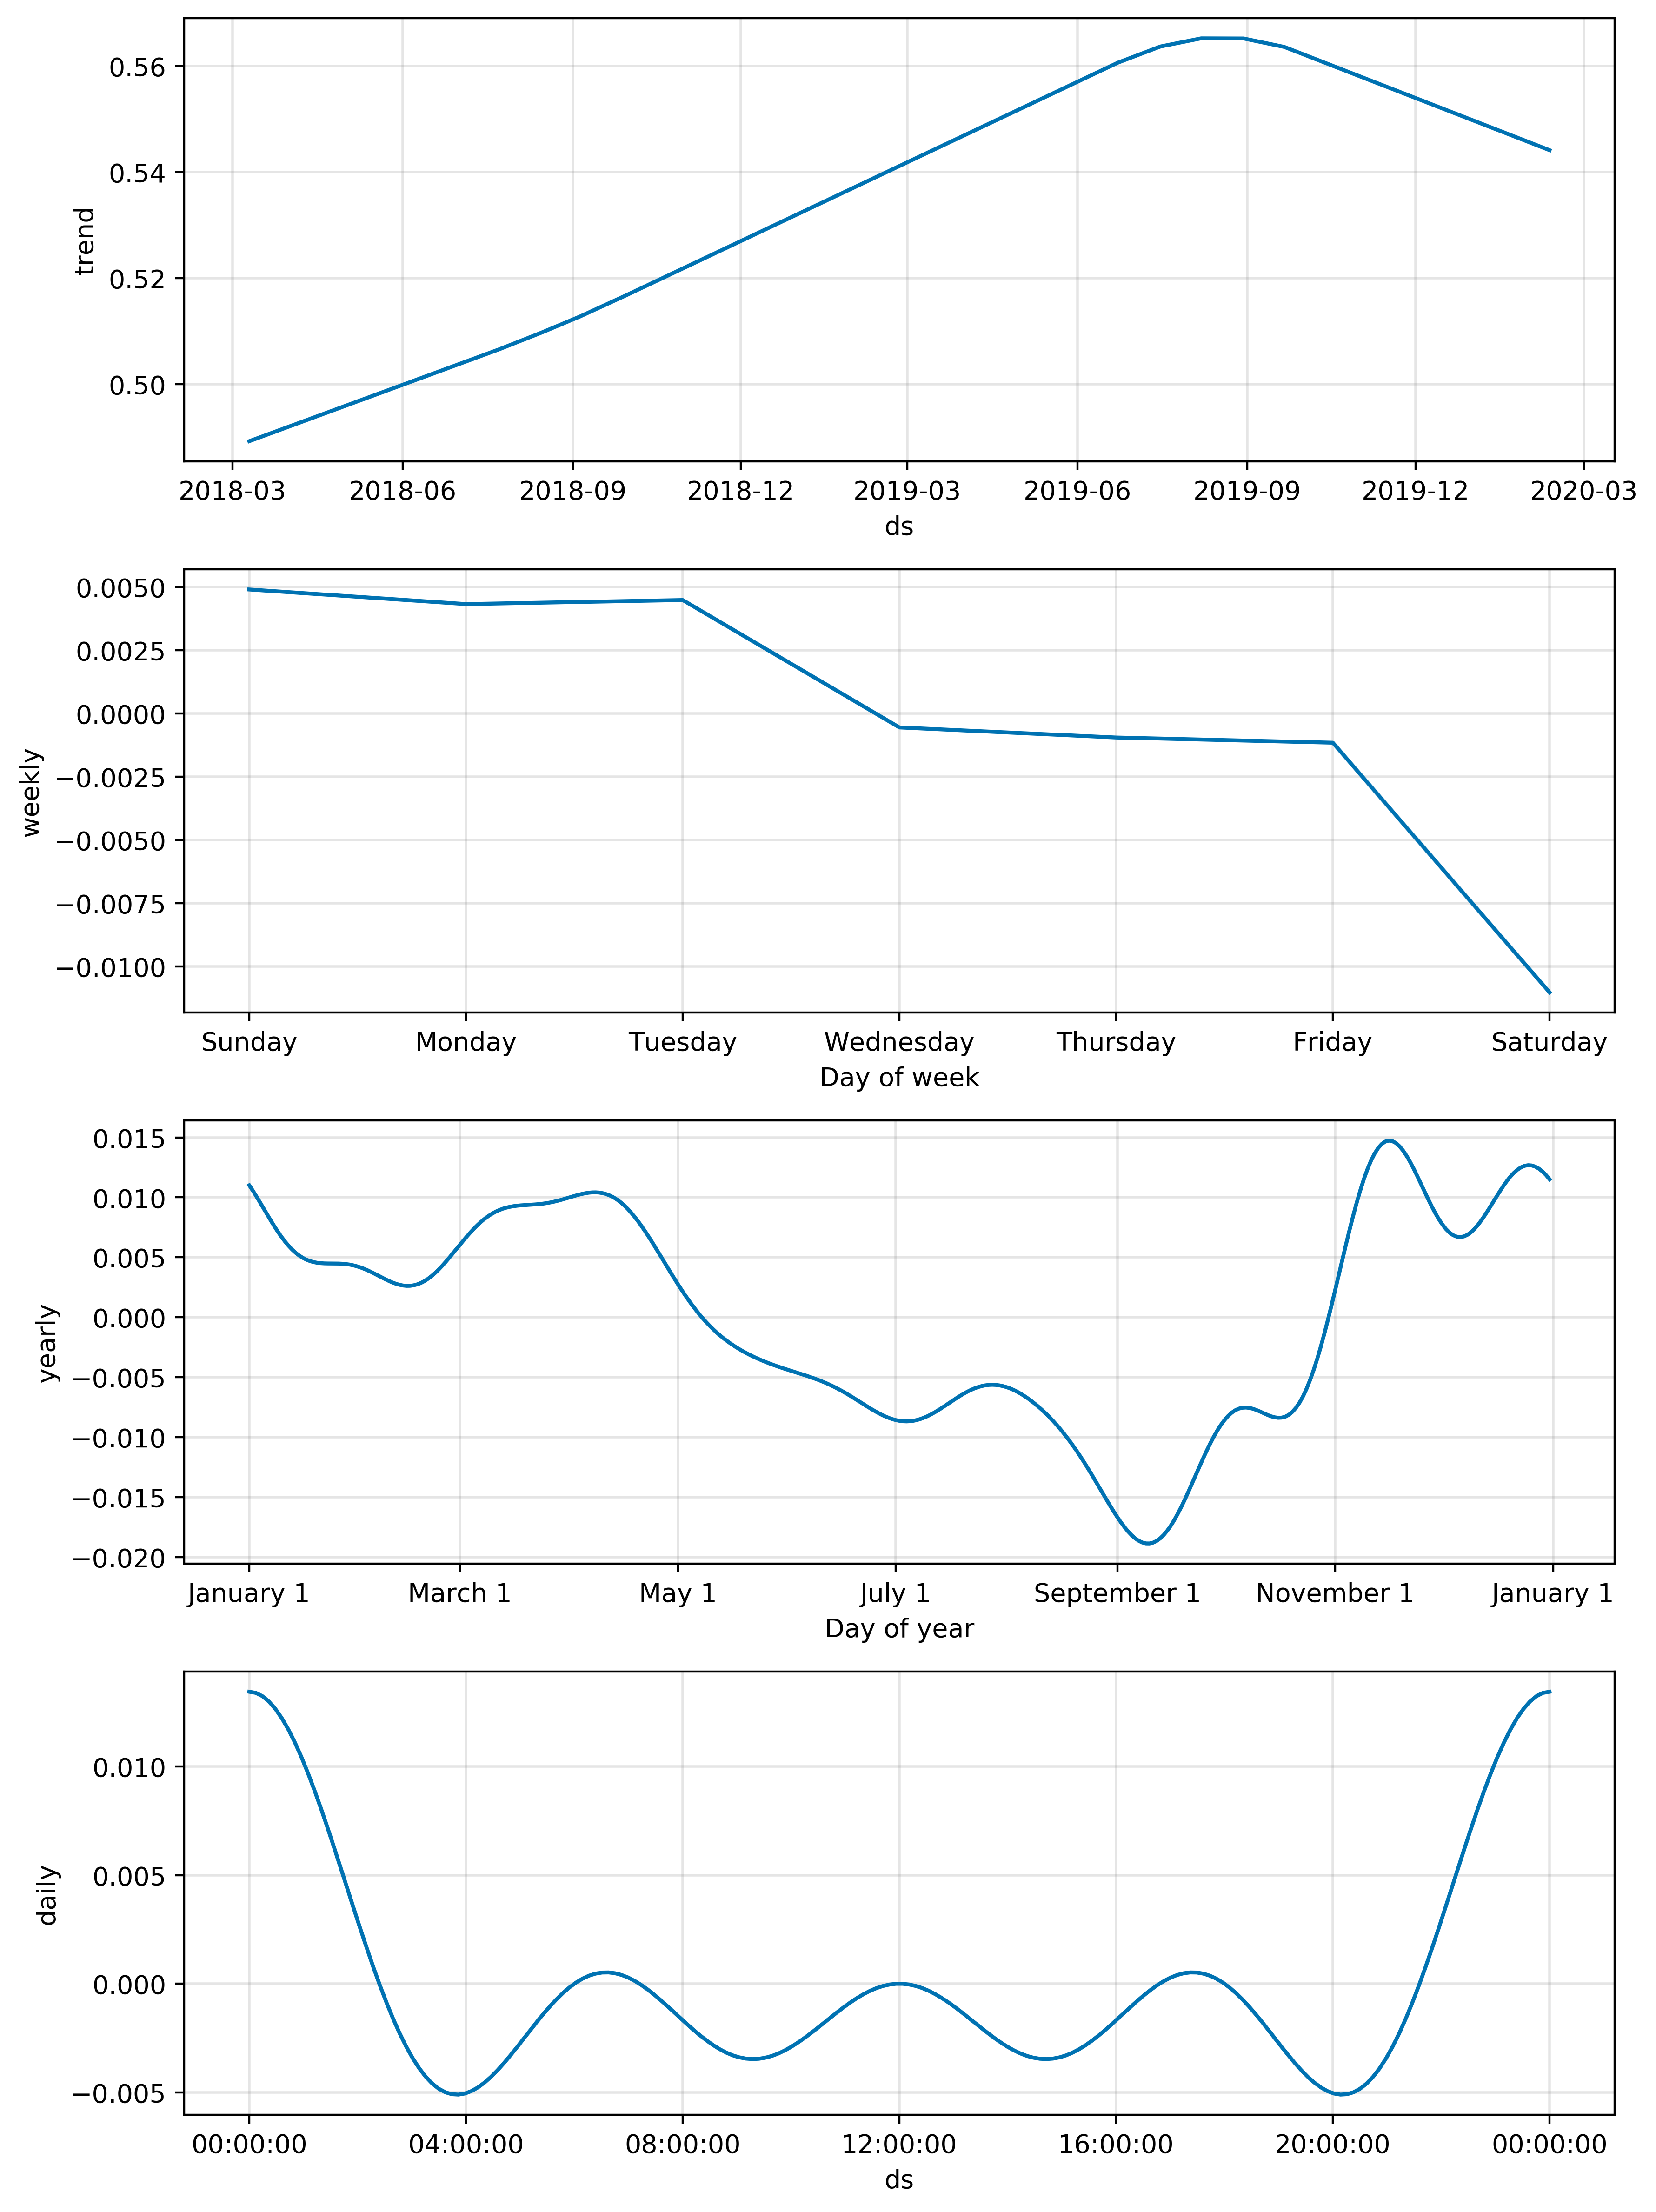 0.56
0.54
0.52
0.50
trend
2018-03 2018-06 2018-09 2018-12 2019-03 2019-06 2019-09 2019-12 2020-03
ds
0.0050
0.0025
0.0000
−0.0025
−0.0050
−0.0075
−0.0100
weekly
Sunday Monday Tuesday Wednesday Thursday Friday Saturday
Day of week
0.015
0.010
0.005
0.000
−0.005
−0.010
−0.015
−0.020
yearly
January 1 March 1 May 1 July 1 September 1 November 1 January 1
Day of year
0.010
0.005
0.000
−0.005
daily
00:00:00 04:00:00 08:00:00 12:00:00 16:00:00 20:00:00 00:00:00
ds